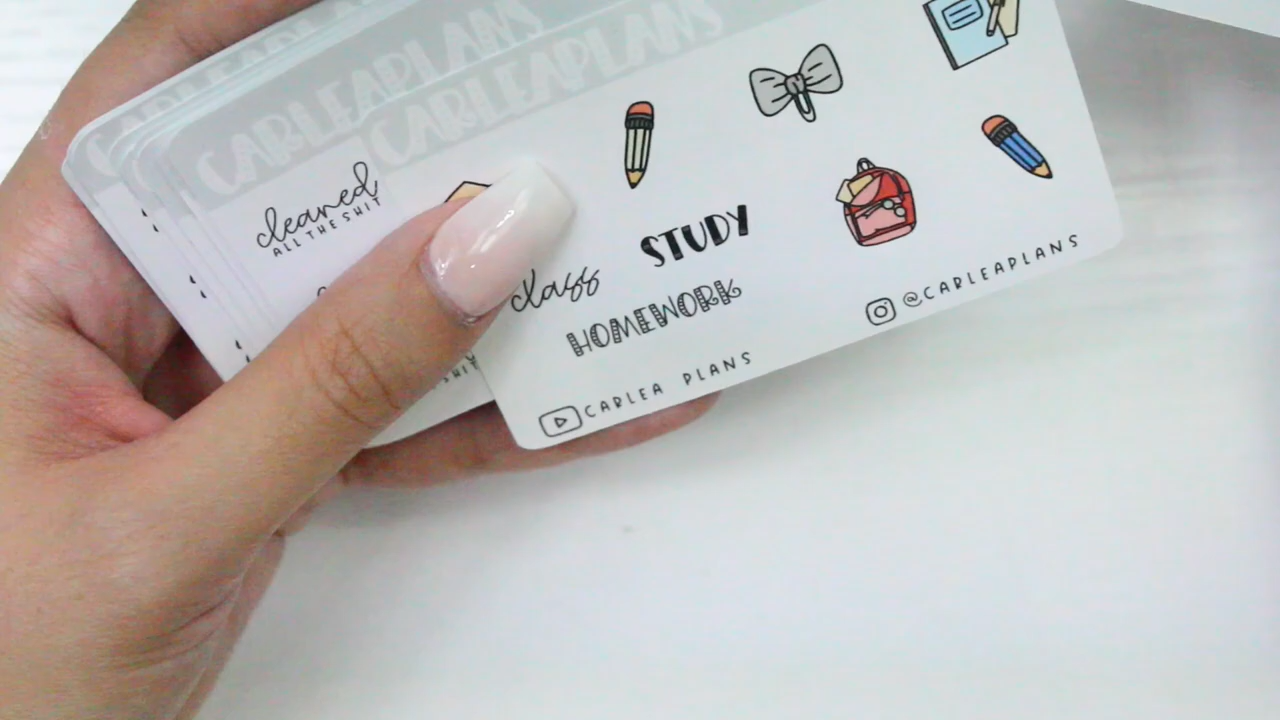 CARLEAPLANS
CARLEAPLANS
cleaned
ALL THE SHIT
STUDY
class
HOMEWORK
@CARLEAPLANS
CARLEA PLANS